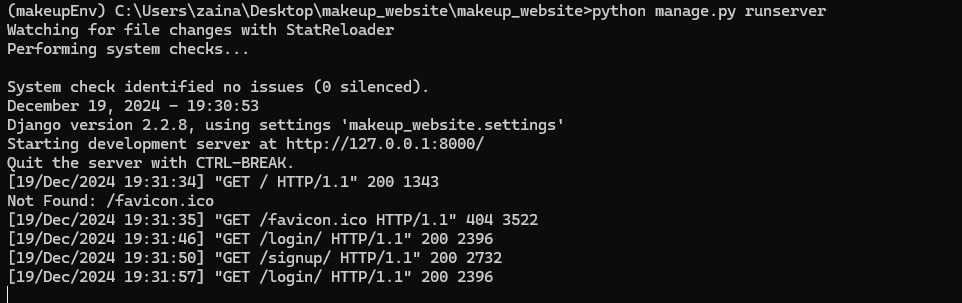 (makeupEnv) C:\Users\zaina\Desktop\makeup_website\makeup_website>python manage.py runserver
Watching for file changes with StatReloader
Performing system checks...
System check identified no issues (0 silenced).
December 19, 2024 - 19:30:53
Django version 2.2.8, using settings 'makeup_website.settings'
Starting development server at http://127.0.0.1:8000/
Quit the server with CTRL-BREAK.
[19/Dec/2024 19:31:34] "GET / HTTP/1.1" 200 1343
Not Found: /favicon.ico
[19/Dec/2024 19:31:35] "GET /favicon.ico HTTP/1.1" 404 3522
[19/Dec/2024 19:31:46] "GET /login/ HTTP/1.1" 200 2396
[19/Dec/2024 19:31:50] "GET /signup/ HTTP/1.1" 200 2732
[19/Dec/2024 19:31:57] "GET /login/ HTTP/1.1" 200 2396